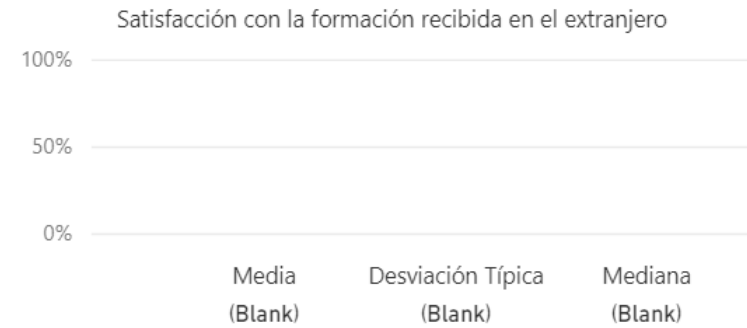 Satisfacción con la formación recibida en el extranjero
100%
50%
0%
Media Desviación Típica Mediana
(Blank) (Blank) (Blank)